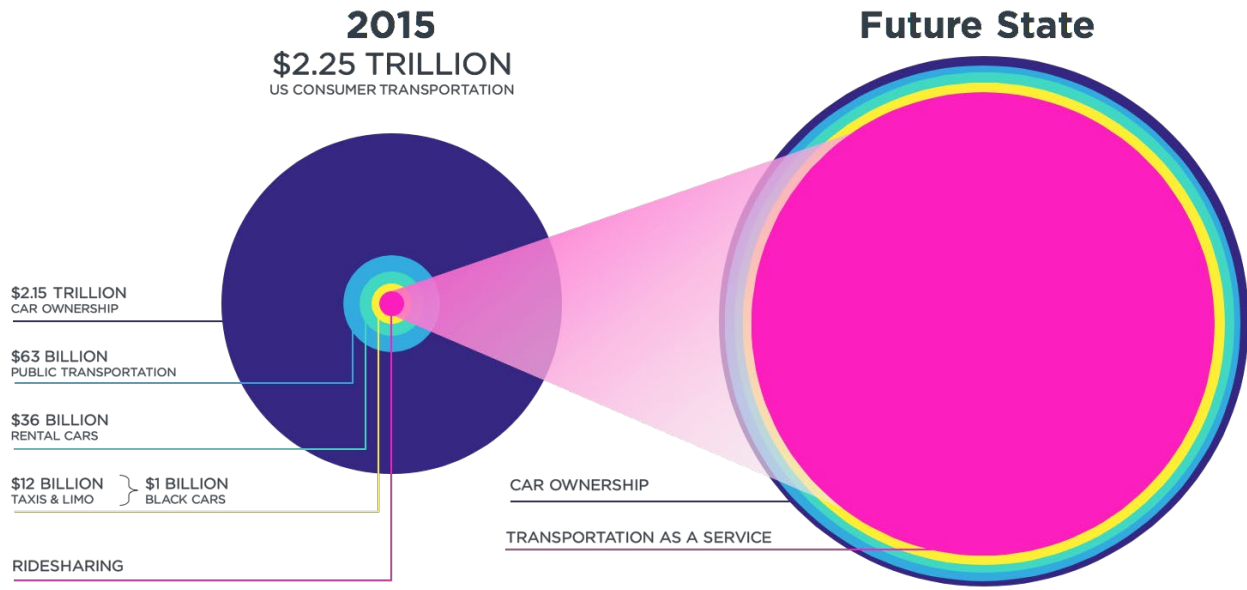 2015
$2.25 TRILLION
US CONSUMER TRANSPORTATION
Future State
$2.15 TRILLION
CAR OWNERSHIP
$63 BILLION
PUBLIC TRANSPORTATION
$36 BILLION
RENTAL CARS
$12 BILLION
TAXIS & LIMO
$1 BILLION
BLACK CARS
RIDESHARING
CAR OWNERSHIP
TRANSPORTATION AS A SERVICE